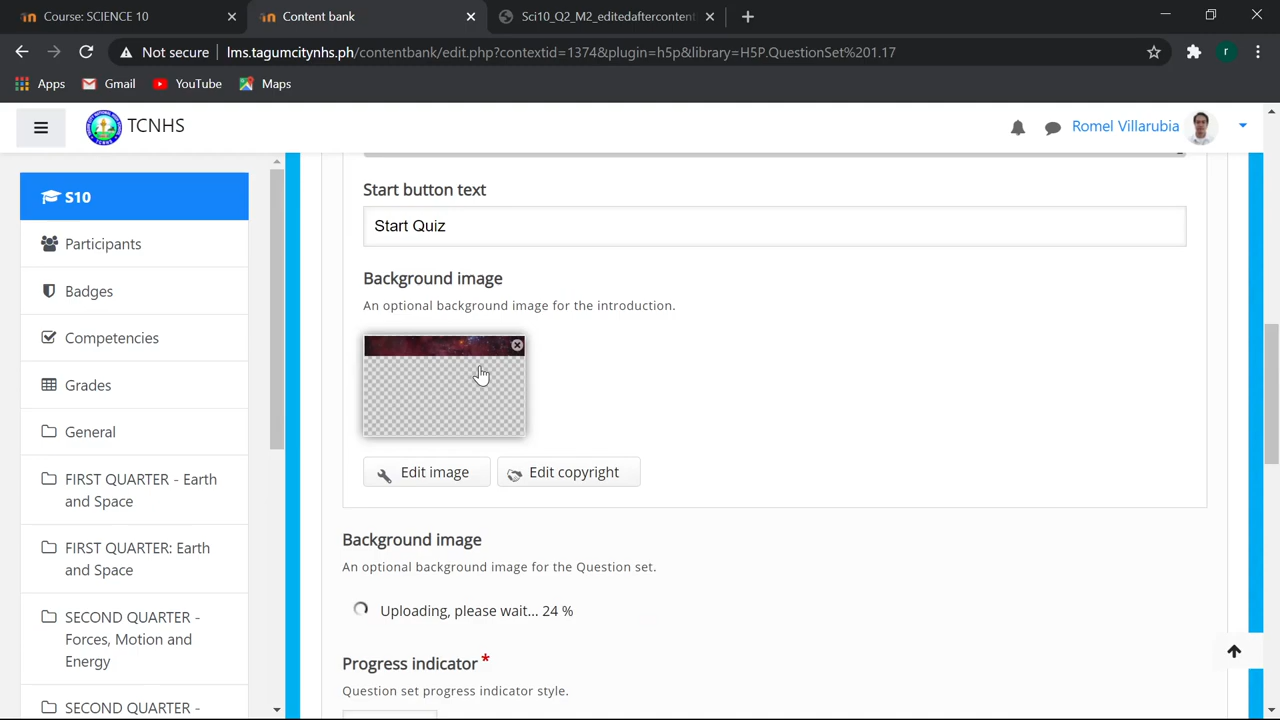 Course: SCIENCE 10
Content bank
Sci10_Q2_M2_editedaftercontent
Not secure
lms.tagumcitynhs.ph/contentbank/edit.php?contextid=1374&plugin=h5p&library=H5P.QuestionSet%201.17
r
Apps
Gmail
YouTube
Maps
TCNHS
Romel Villarubia
S10
Participants
Badges
Competencies
Grades
General
FIRST QUARTER - Earth
and Space
FIRST QUARTER: Earth
and Space
SECOND QUARTER -
Forces, Motion and
Energy
SECOND QUARTER -
Start button text
Start Quiz
Background image
An optional background image for the introduction.
Edit image
Edit copyright
Background image
An optional background image for the Question set.
Uploading, please wait... 24 %
Progress indicator *
Question set progress indicator style.